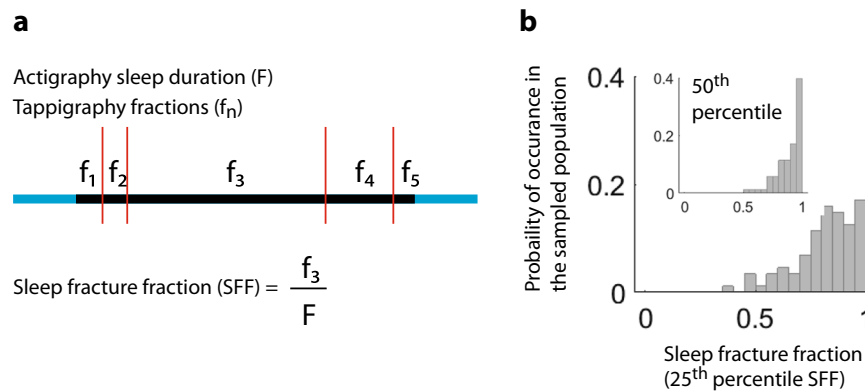 a
Actigraphy sleep duration (F)
Tappigraphy fractions (fn)
f1 f2 f3 f4 f5
Sleep fracture fraction (SFF) = f3
F
b
Probaility of occurance in
the sampled population
0.4
0.2
0
0 0.5 1
0.4
0.2
0
0 0.5 1
50th
percentile
Sleep fracture fraction
(25th percentile SFF)